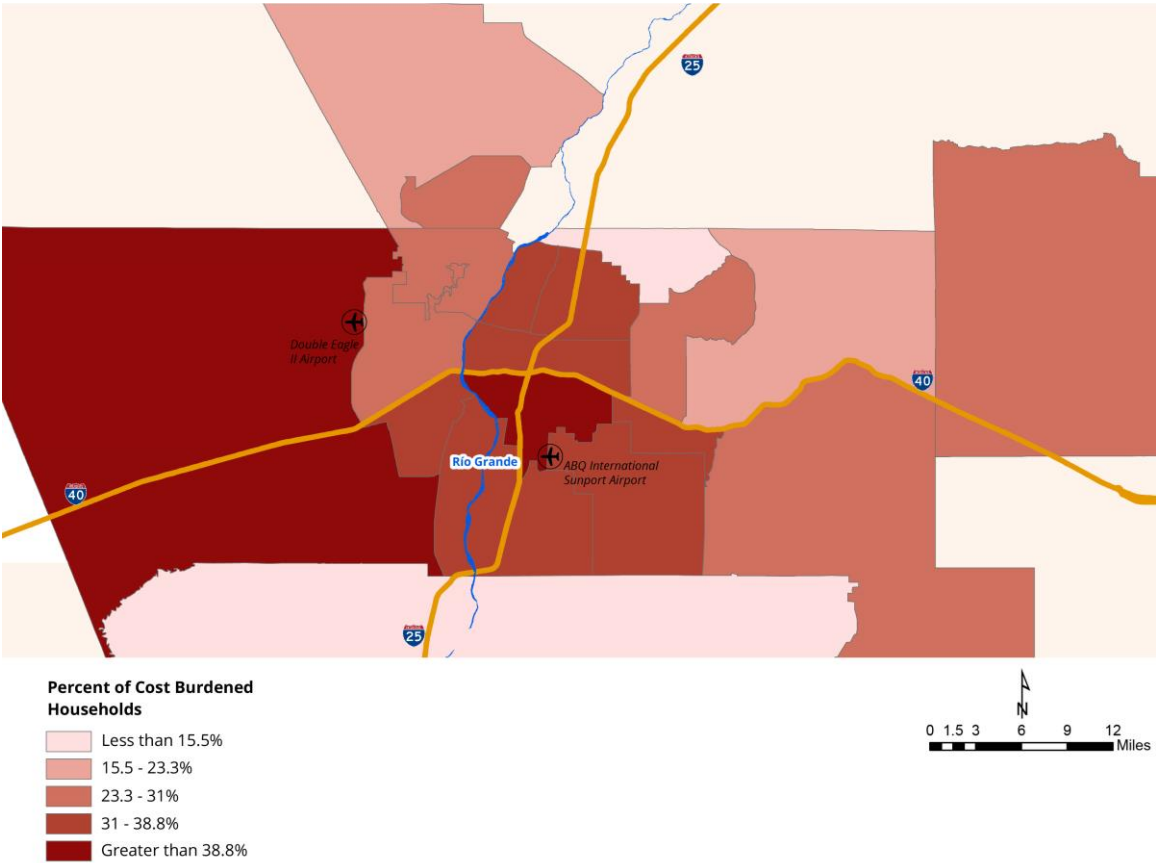 25
Double Eagle
II Airport
40
Río Grande
ABQ International
Sunport Airport
40
25
Percent of Cost Burdened
Households
Less than 15.5%
15.5 - 23.3%
23.3 - 31%
31 - 38.8%
Greater than 38.8%
N
0 1.5 3 6 9 12
Miles